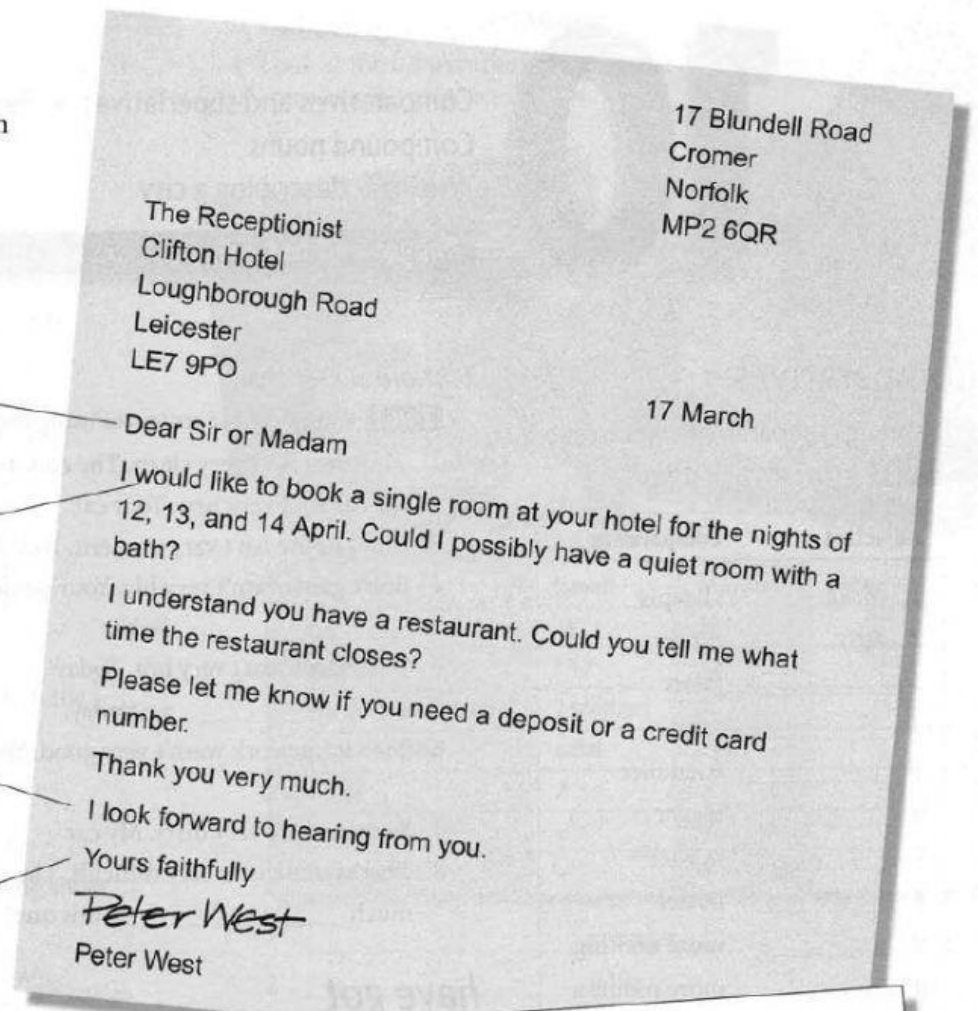 17 Blundell Road
Cromer
Norfolk
MP2 6QR
The Receptionist
Clifton Hotel
Loughborough Road
Leicester
LE7 9PO
17 March
Dear Sir or Madam
I would like to book a single room at your hotel for the nights of
12, 13, and 14 April. Could I possibly have a quiet room with a
bath?
I understand you have a restaurant. Could you tell me what
time the restaurant closes?
Please let me know if you need a deposit or a credit card
number.
Thank you very much.
I look forward to hearing from you.
Yours faithfully
Peter West
Peter West
have got